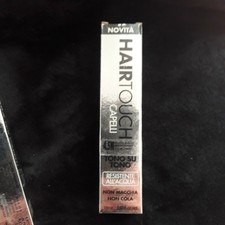 NOVITÀ
HAIRTOUCH
CAPELLI
TONO SU
TONO
RESISTENTE
ALL'ACQUA
NON MACCHIA
NON COLA